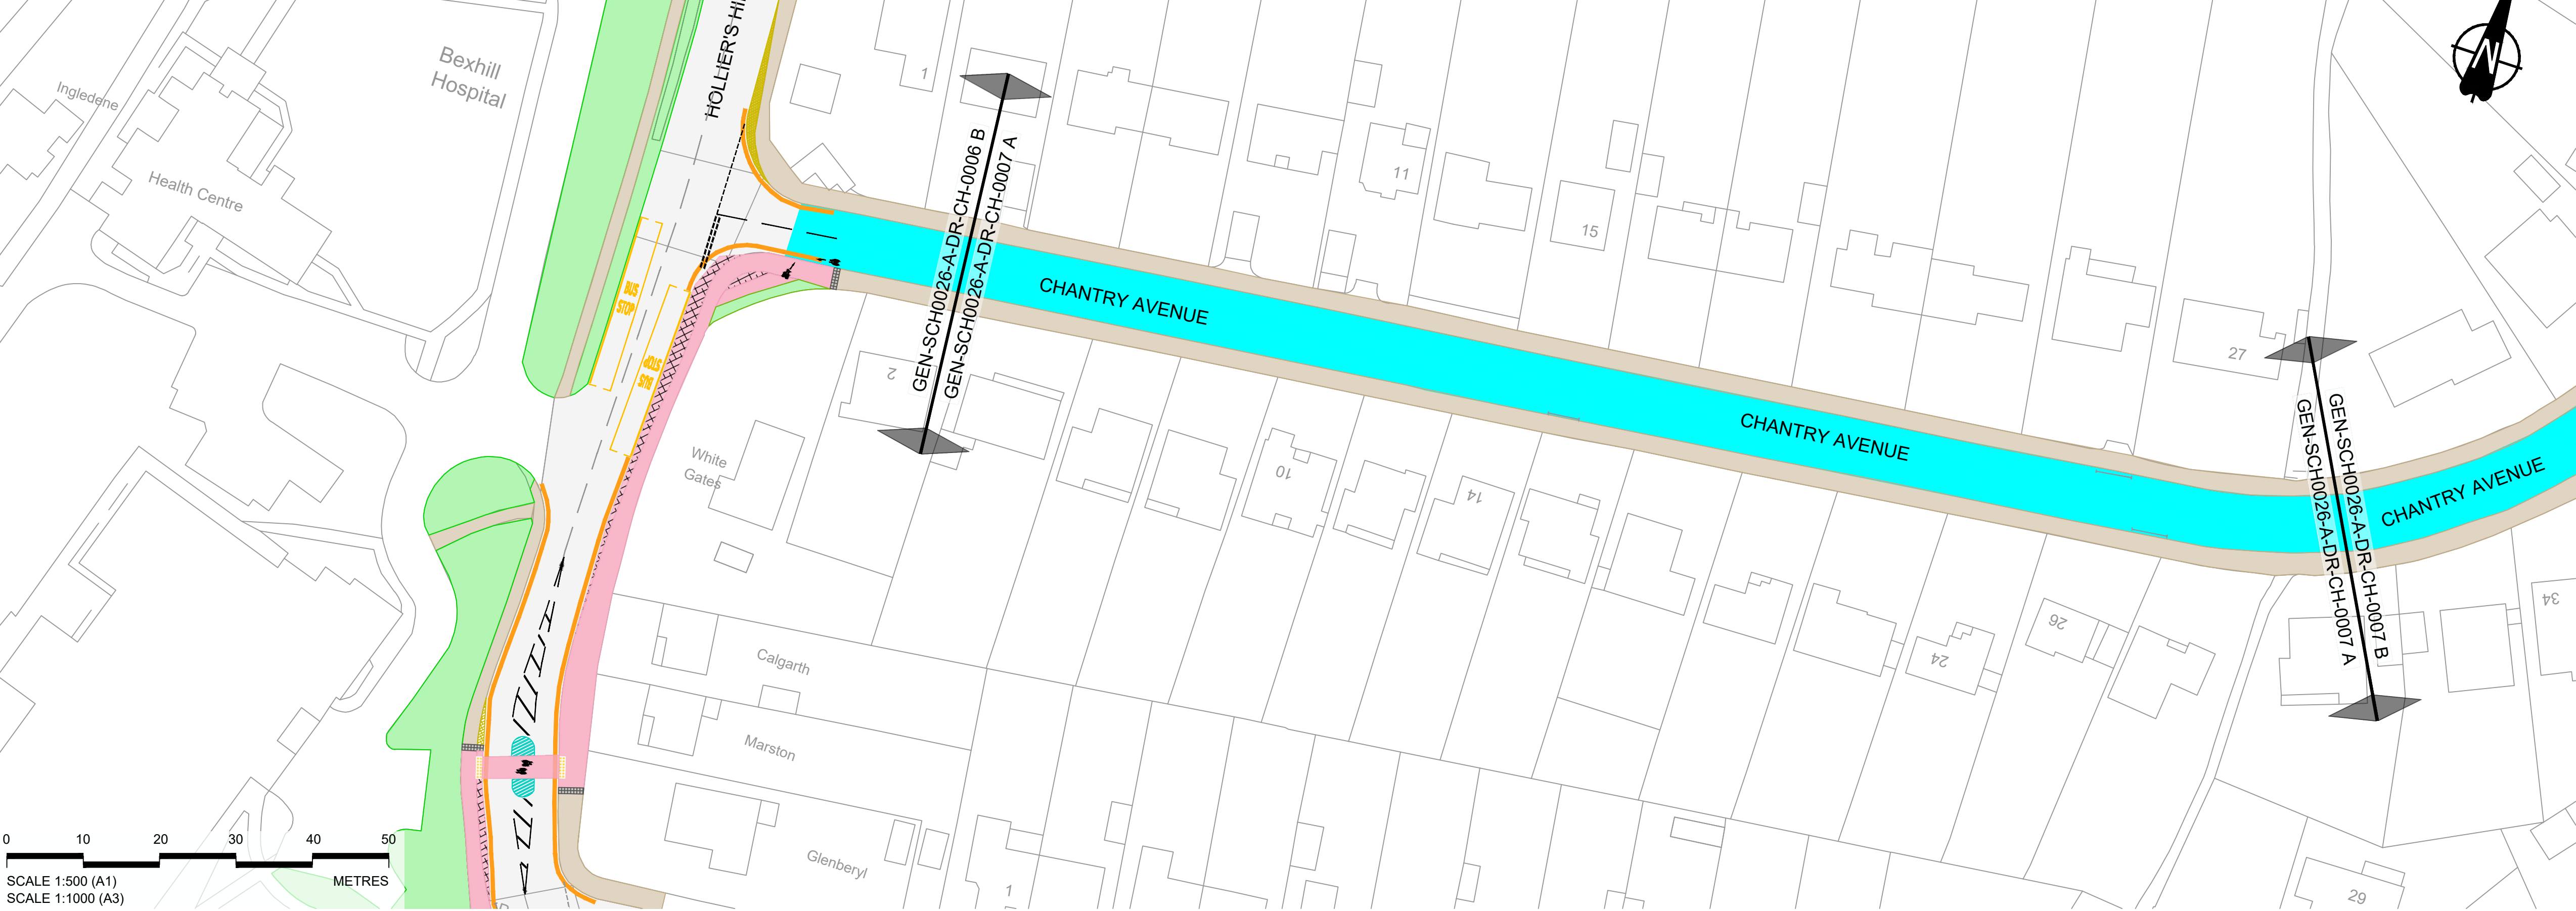 HOLLIER'S HI
N
Bexhill
Hospital
Ingledene
Health Centre
1
11
15
27
GEN-SCH0026-A-DR-CH-0006 B
GEN-SCH0026-A-DR-CH-0007 A
BUS
STOP
BUS
STOP
CHANTRY AVENUE
CHANTRY AVENUE
CHANTRY AVENUE
GEN-SCH0026-A-DR-CH-0007 A
GEN-SCH0026-A-DR-CH-0007 B
2
White
Gates
10
14
24
26
34
Calgarth
Marston
Glenberyl
1
29
0 10 20 30 40 50
SCALE 1:500 (A1) METRES
SCALE 1:1000 (A3)